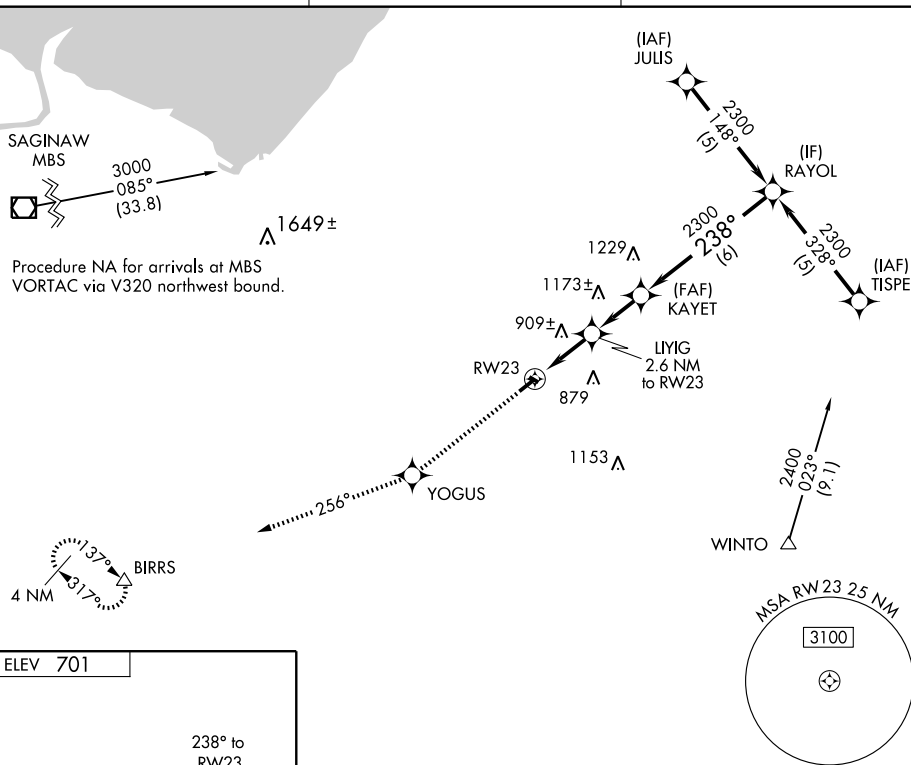 (IAF)
JULIS
2300
148°
(5)
(IF)
RAYOL
SAGINAW
MBS
3000
085°
(33.8)
1649±
Procedure NA for arrivals at MBS
VORTAC via V320 northwest bound.
2300
238°
(6)
2300
328°
(5)
(IAF)
TISPE
1229
1173±
(FAF)
KAYET
909±
LIYIG
2.6 NM
to RW23
RW23
879
1153
2400
023°
(9.1)
YOGUS
256°
WINTO
137°
BIRRS
4 NM
317°
MSA RW23 25 NM
3100
ELEV 701
238° to
RW23